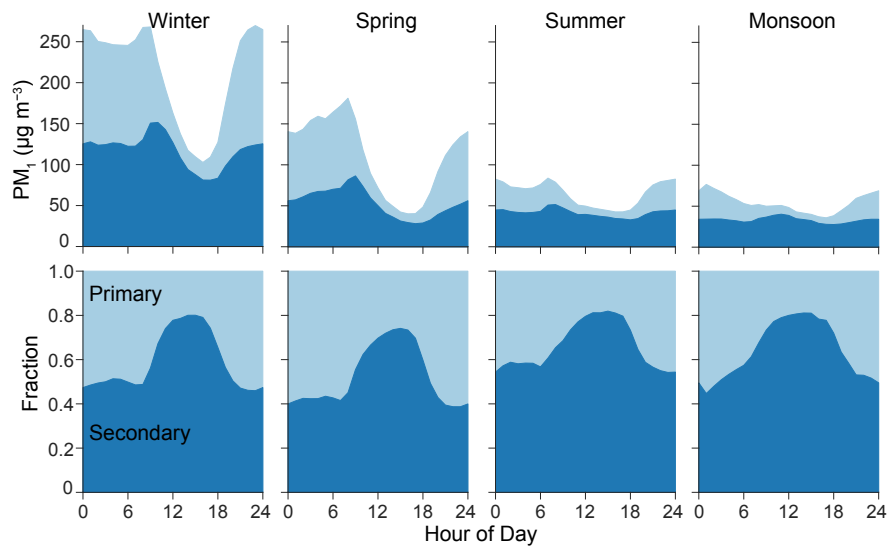 Winter Spring Summer Monsoon
PM₁ (µg m⁻³)
250
200
150
100
50
0
Fraction
1.0
0.8
0.6
0.4
0.2
0
Primary
Secondary
0 6 12 18 24 0 6 12 18 24 0 6 12 18 24 0 6 12 18 24
Hour of Day